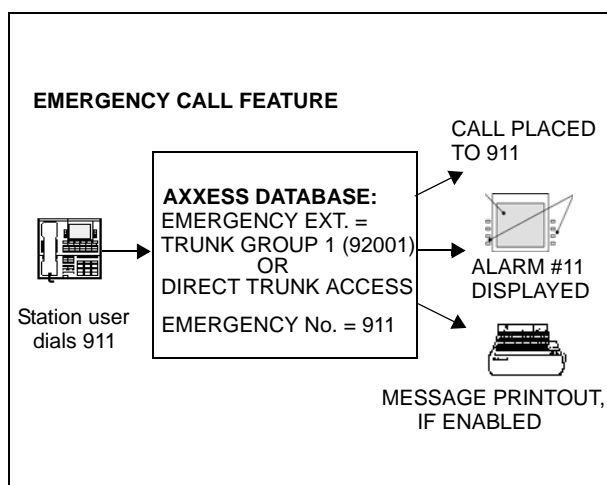 EMERGENCY CALL FEATURE
CALL PLACED
TO 911
AXXESS DATABASE:
EMERGENCY EXT. =
TRUNK GROUP 1 (92001)
OR
DIRECT TRUNK ACCESS
EMERGENCY No. = 911
Station user
dials 911
ALARM #11
DISPLAYED
MESSAGE PRINTOUT,
IF ENABLED